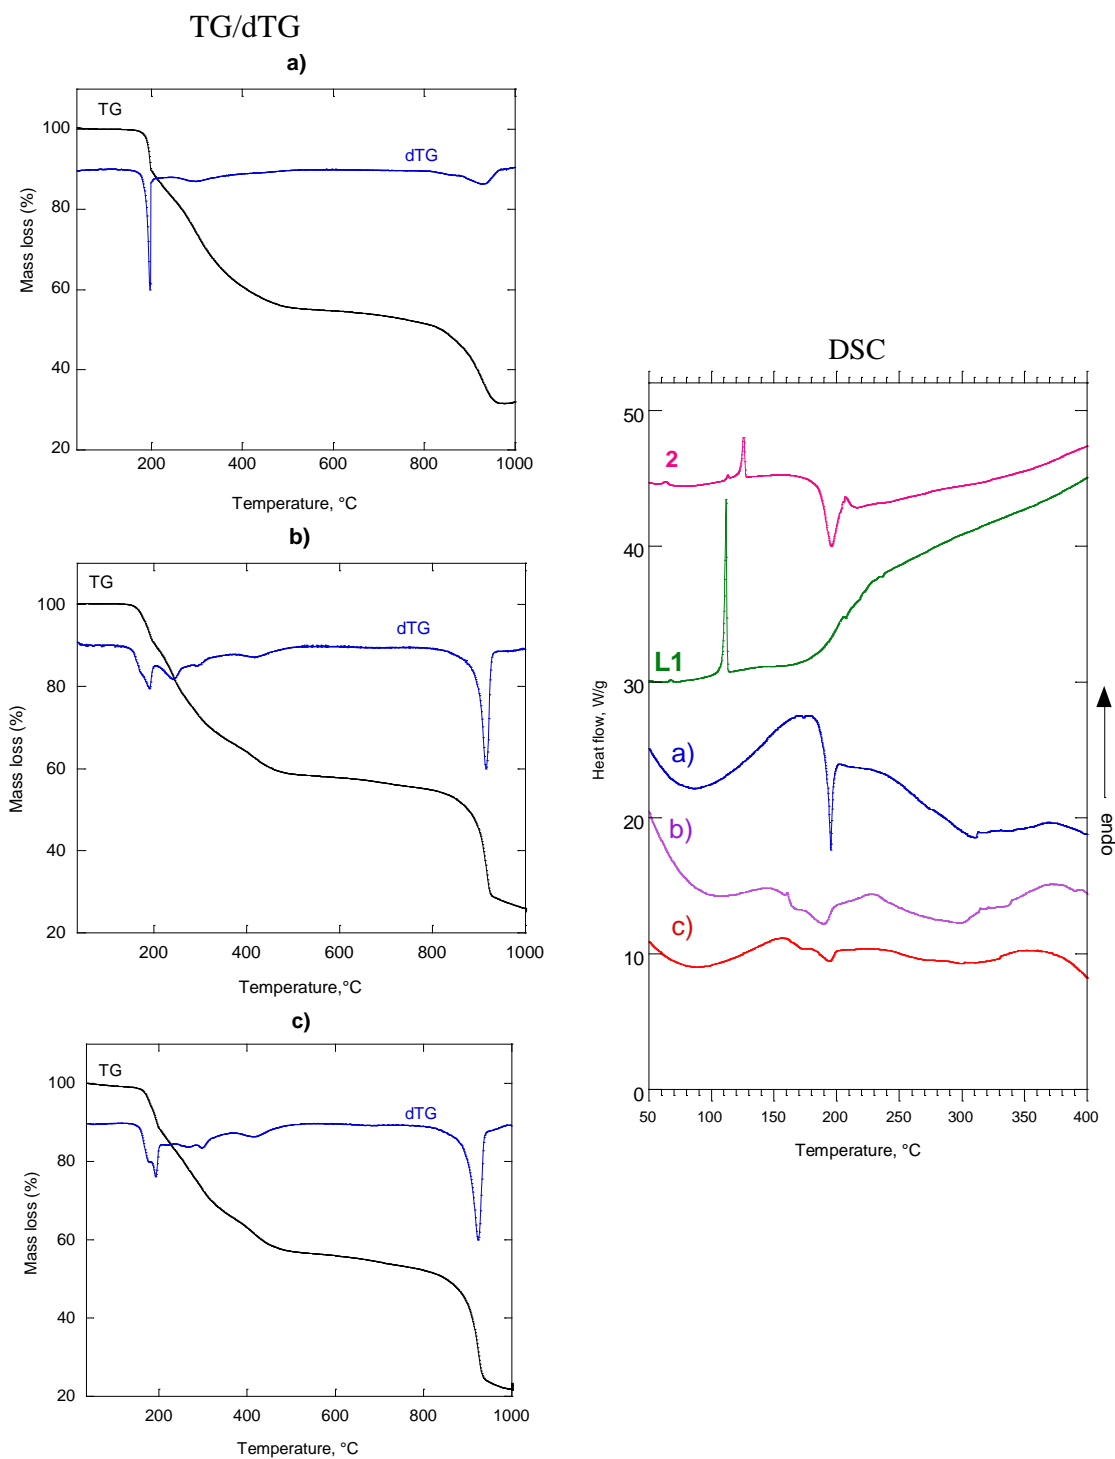 TG/dTG
a)
TG
dTG
100
80
60
40
20
200
400
600
800
1000
Mass loss (%)
Temperature, °C
b)
TG
dTG
100
80
60
40
20
200
400
600
800
1000
Mass loss (%)
Temperature,°C
c)
TG
dTG
100
80
60
40
20
200
400
600
800
1000
Mass loss (%)
Temperature, °C
DSC
50
40
30
20
10
0
2
L1
a)
b)
c)
50
100
150
200
250
300
350
400
Heat flow, W/g
Temperature, °C
endo